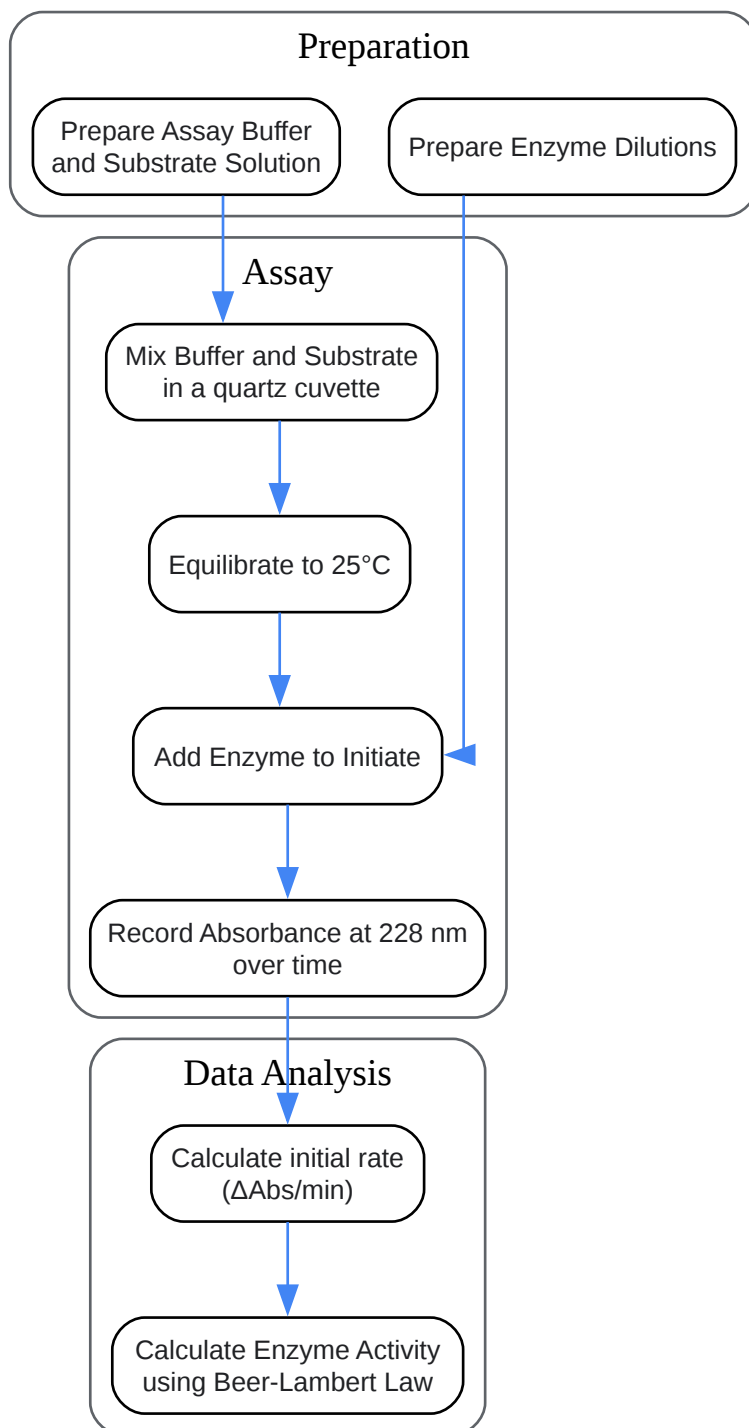 Preparation
Prepare Assay Buffer
and Substrate Solution
Prepare Enzyme Dilutions
Assay
Mix Buffer and Substrate
in a quartz cuvette
Equilibrate to 25°C
Add Enzyme to Initiate
Record Absorbance at 228 nm
over time
Data Analysis
Calculate initial rate
(ΔAbs/min)
Calculate Enzyme Activity
using Beer-Lambert Law